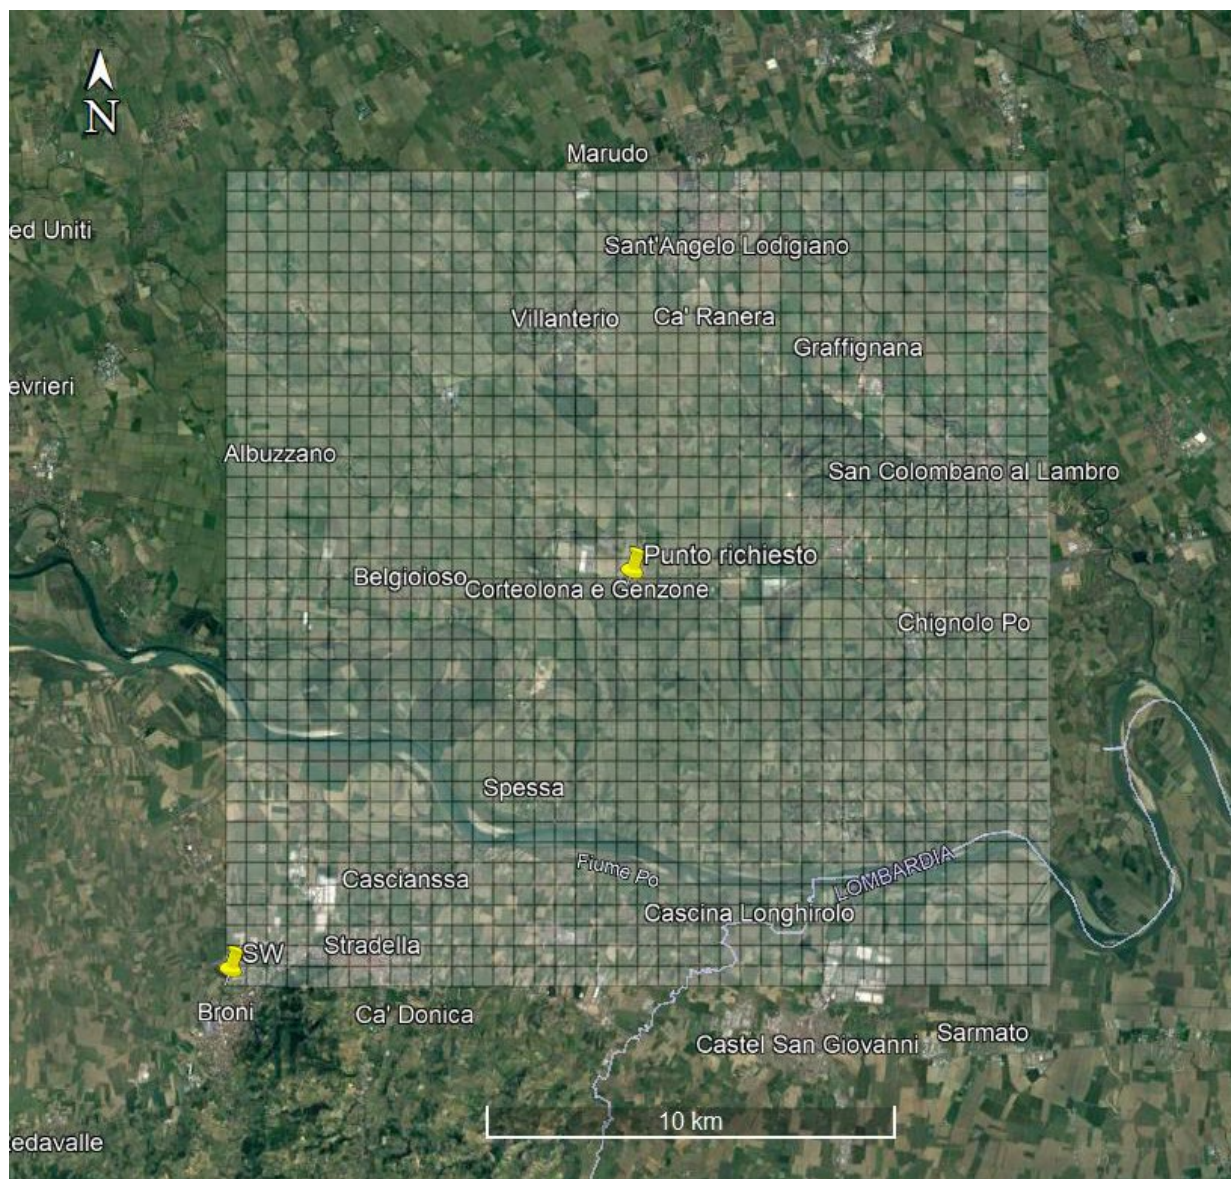 N
Marudo
ed Uniti
Sant'Angelo Lodigiano
Villanterio
Ca' Ranera
Graffignana
evrieri
Albuzzano
San Colombano al Lambro
Punto richiesto
Belgioioso
Corteolona e Genzone
Chignolo Po
Spessa
Fiume Po
LOMBARDIA
Cascianssa
Cascina Longhirolo
SW
Stradella
Broni
Ca' Donica
Castel San Giovanni
Sarmato
10 km
edavalle